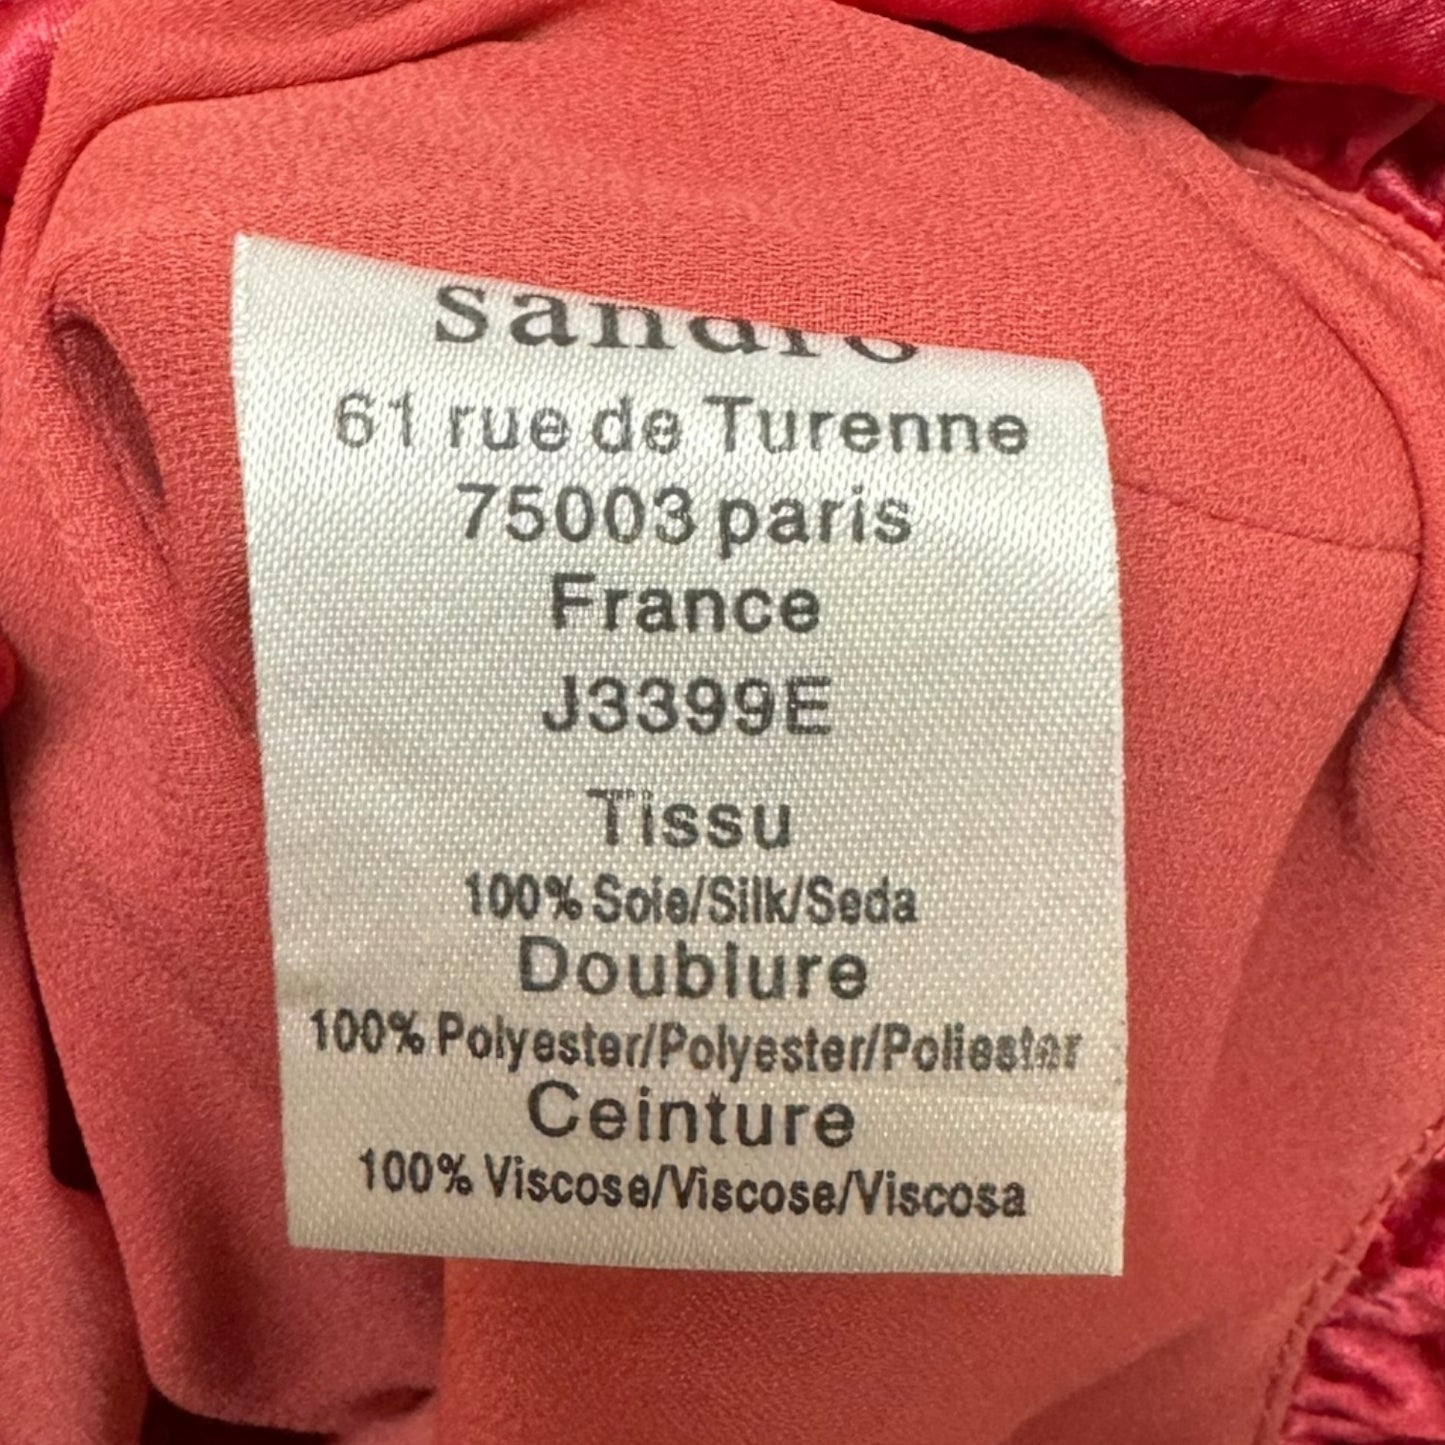 sandro
61 rue de Turenne
75003 paris
France
J3399E
Tissu
100% Soie/Silk/Seda
Doublure
100% Polyester/Polyester/Poliester
Ceinture
100% Viscose/Viscose/Viscosa